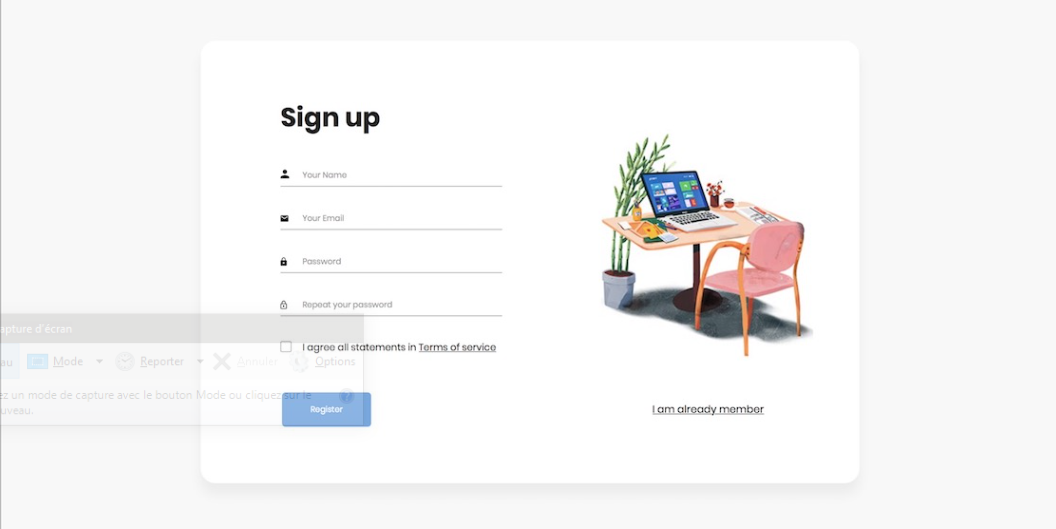 Sign up
Your Name
Your Email
Password
Repeat your password
apture d'écran
I agree all statements in Terms of service
au Mode Reporter Annuler Options
ez un mode de capture avec le bouton Mode ou cliquez sur le
uveau.
Register
I am already member